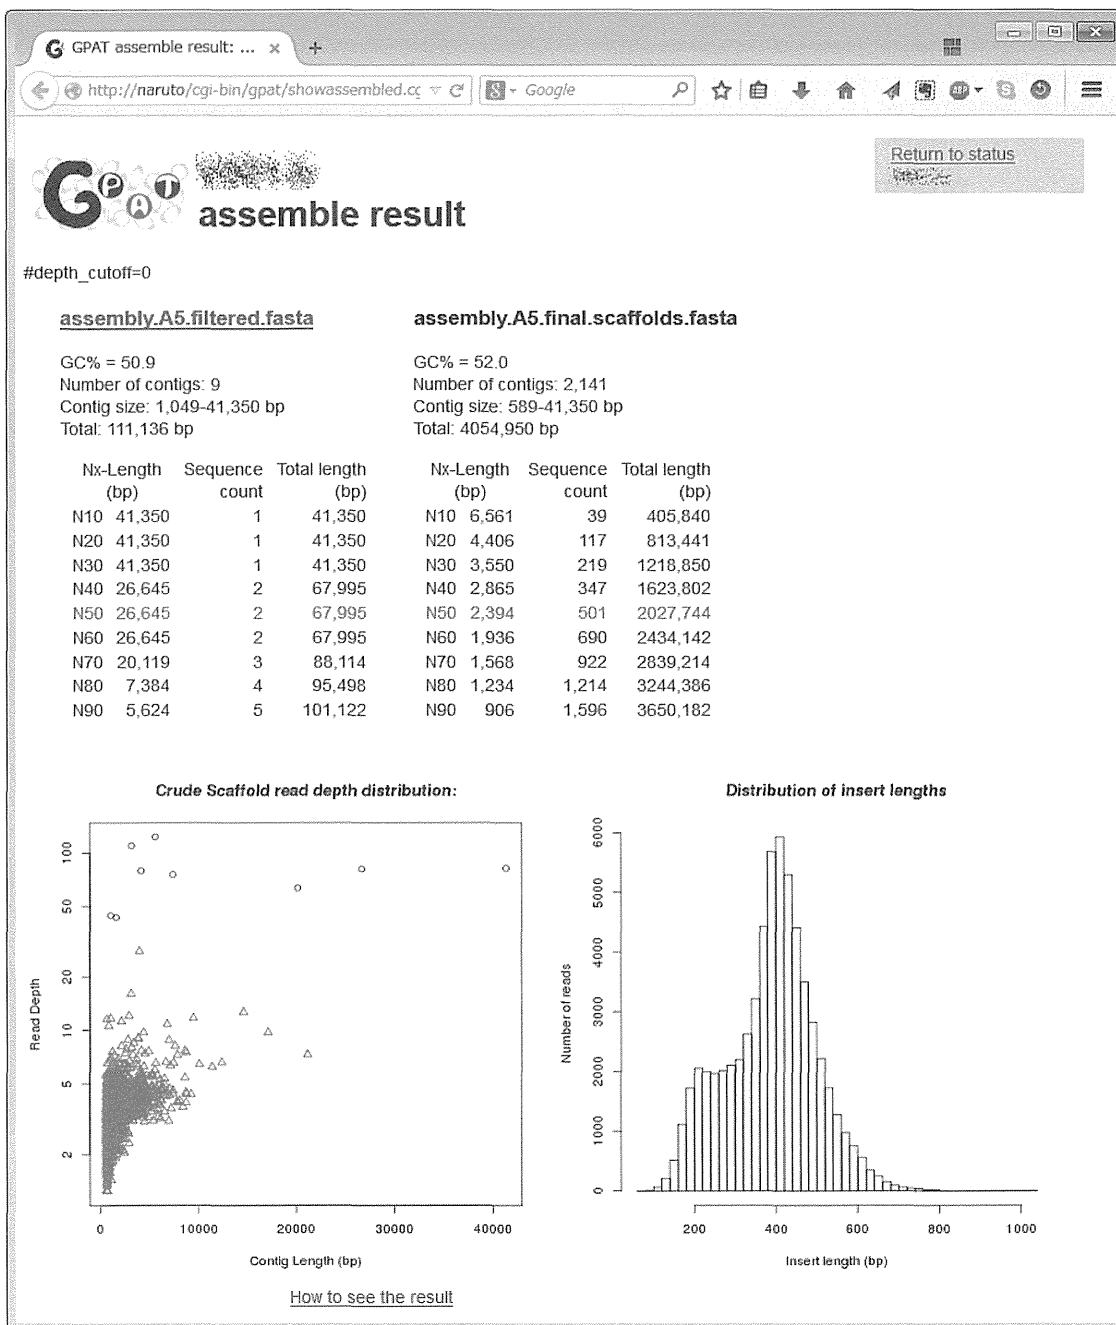 GPAT assemble result: ... × +
http://naruto/cgi-bin/gpat/showassembled.cç
Google
ABP
GPAT
Return to status
assemble result
#depth_cutoff=0
assembly.A5.filtered.fasta
GC% = 50.9
Number of contigs: 9
Contig size: 1,049-41,350 bp
Total: 111,136 bp
Nx-Length Sequence Total length
(bp) count (bp)
N10 41,350 1 41,350
N20 41,350 1 41,350
N30 41,350 1 41,350
N40 26,645 2 67,995
N50 26,645 2 67,995
N60 26,645 2 67,995
N70 20,119 3 88,114
N80 7,384 4 95,498
N90 5,624 5 101,122
assembly.A5.final.scaffolds.fasta
GC% = 52.0
Number of contigs: 2,141
Contig size: 589-41,350 bp
Total: 4054,950 bp
Nx-Length Sequence Total length
(bp) count (bp)
N10 6,561 39 405,840
N20 4,406 117 813,441
N30 3,550 219 1218,850
N40 2,865 347 1623,802
N50 2,394 501 2027,744
N60 1,936 690 2434,142
N70 1,568 922 2839,214
N80 1,234 1,214 3244,386
N90 906 1,596 3650,182
Crude Scaffold read depth distribution:
Read Depth
100
50
20
10
5
2
0 10000 20000 30000 40000
Contig Length (bp)
Distribution of insert lengths
Number of reads
6000
5000
4000
3000
2000
1000
0
200 400 600 800 1000
Insert length (bp)
How to see the result